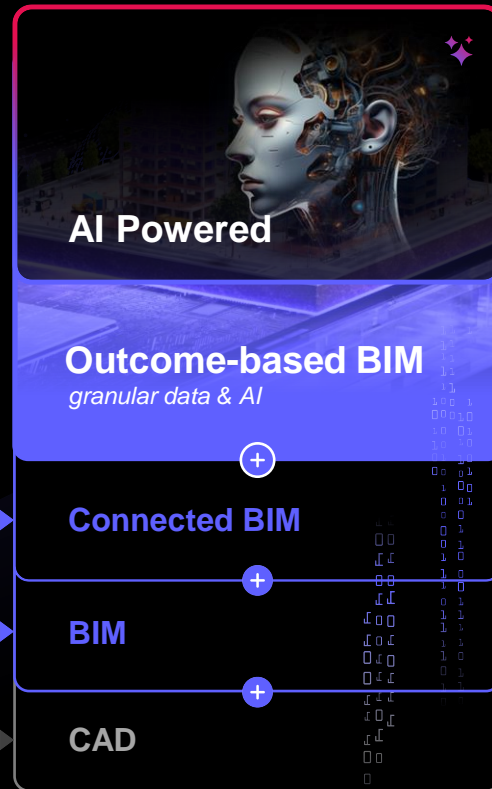 AI Powered
Outcome-based BIM
granular data & AI
Connected BIM
BIM
CAD